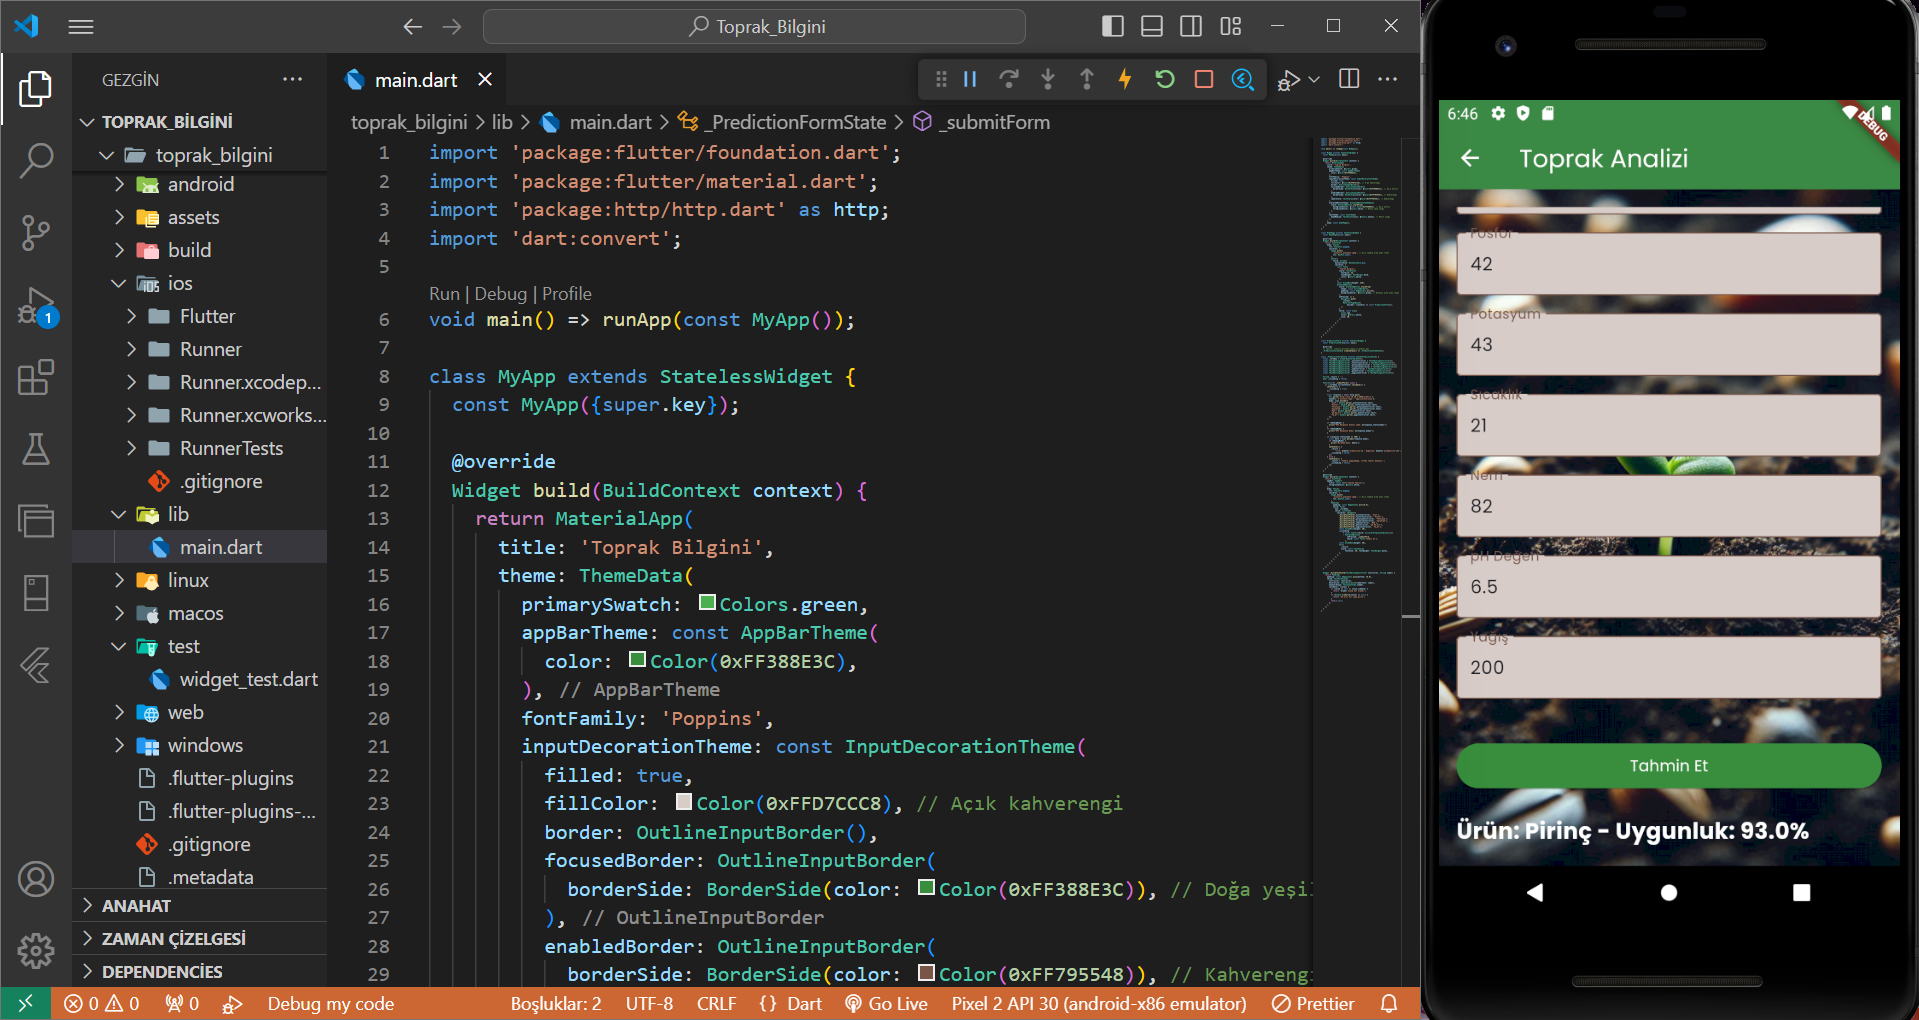 Toprak_Bilgini
GEZGİN
TOPRAK_BİLGİNİ
toprak_bilgini
android
assets
build
ios
Flutter
Runner
Runner.xcodep...
Runner.xcworks...
RunnerTests
.gitignore
lib
main.dart
linux
macos
test
widget_test.dart
web
windows
.flutter-plugins
.flutter-plugins-...
.gitignore
.metadata
ANAHAT
ZAMAN ÇİZELGESİ
DEPENDENCIES
1
main.dart
toprak_bilgini > lib > main.dart > _PredictionFormState > _submitForm
1 import 'package:flutter/foundation.dart';
2 import 'package:flutter/material.dart';
3 import 'package:http/http.dart' as http;
4 import 'dart:convert';
5
Run | Debug | Profile
6 void main() => runApp(const MyApp());
7
8 class MyApp extends StatelessWidget {
9 const MyApp({super.key});
10
11 @override
12 Widget build(BuildContext context) {
13 return MaterialApp(
14 title: 'Toprak Bilgini',
15 theme: ThemeData(
16 primarySwatch: Colors.green,
17 appBarTheme: const AppBarTheme(
18 color: Color(0xFF388E3C),
19 ), // AppBarTheme
20 fontFamily: 'Poppins',
21 inputDecorationTheme: const InputDecorationTheme(
22 filled: true,
23 fillColor: Color(0xFFD7CCC8), // Açık kahverengi
24 border: OutlineInputBorder(),
25 focusedBorder: OutlineInputBorder(
26 borderSide: BorderSide(color: Color(0xFF388E3C)), // Doğa yeşil
27 ), // OutlineInputBorder
28 enabledBorder: OutlineInputBorder(
29 borderSide: BorderSide(color: Color(0xFF795548)), // Kahvereng
0 0 0 Debug my code Boşluklar: 2 UTF-8 CRLF {} Dart Go Live Pixel 2 API 30 (android-x86 emulator) Prettier
6:46
DEBUG
Toprak Analizi
Fosfor
42
Potasyum
43
Sıcaklık
21
Nem
82
pH Değeri
6.5
Yağış
200
Tahmin Et
Ürün: Pirinç - Uygunluk: 93.0%